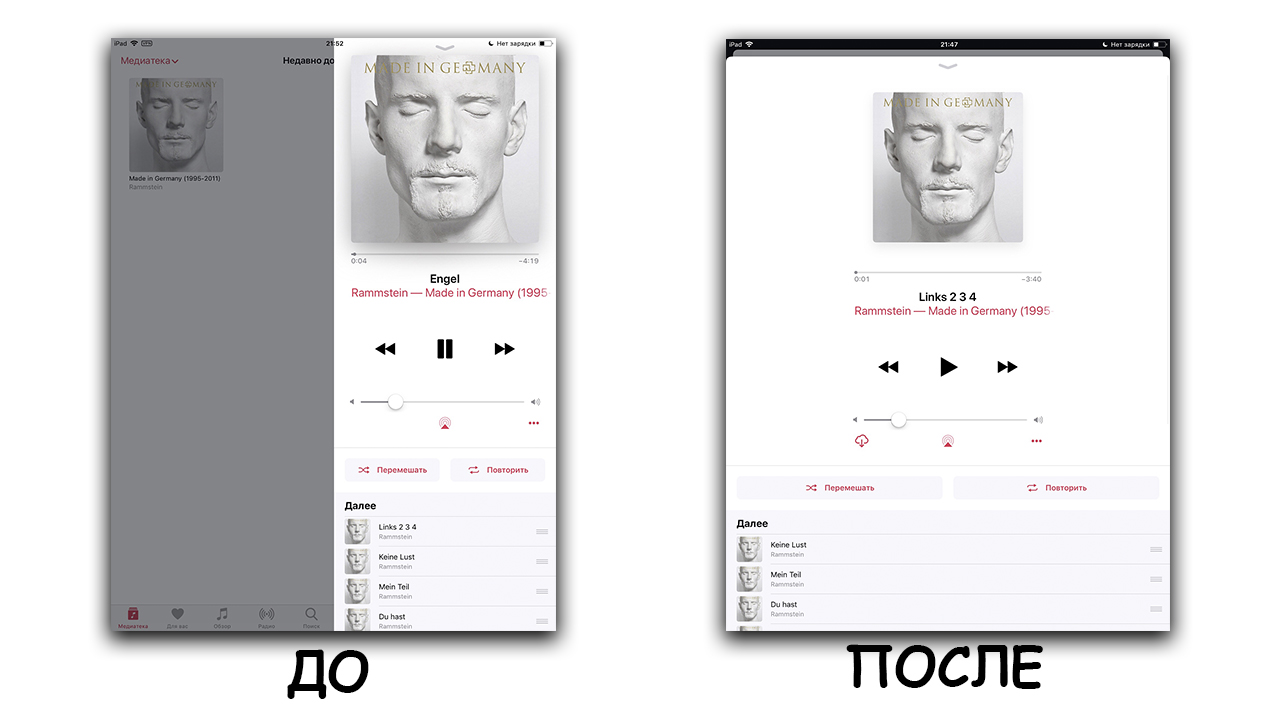 iPad VPN 21:52 Нет зарядки
Медиатека Недавно до
MADE IN GERMANY
Made in Germany (1995-2011)
Rammstein
MADE IN GERMANY
0:04 -4:19
Engel
Rammstein — Made in Germany (1995
Перемешать Повторить
Далее
Links 2 3 4
Rammstein
Keine Lust
Rammstein
Mein Teil
Rammstein
Du hast
Rammstein
Медиатека Для вас Обзор Радио Поиск
ДО
iPad 21:47 Нет зарядки
MADE IN GERMANY
0:01 -3:40
Links 2 3 4
Rammstein — Made in Germany (1995
Перемешать Повторить
Далее
Keine Lust
Rammstein
Mein Teil
Rammstein
Du hast
Rammstein
ПОСЛЕ